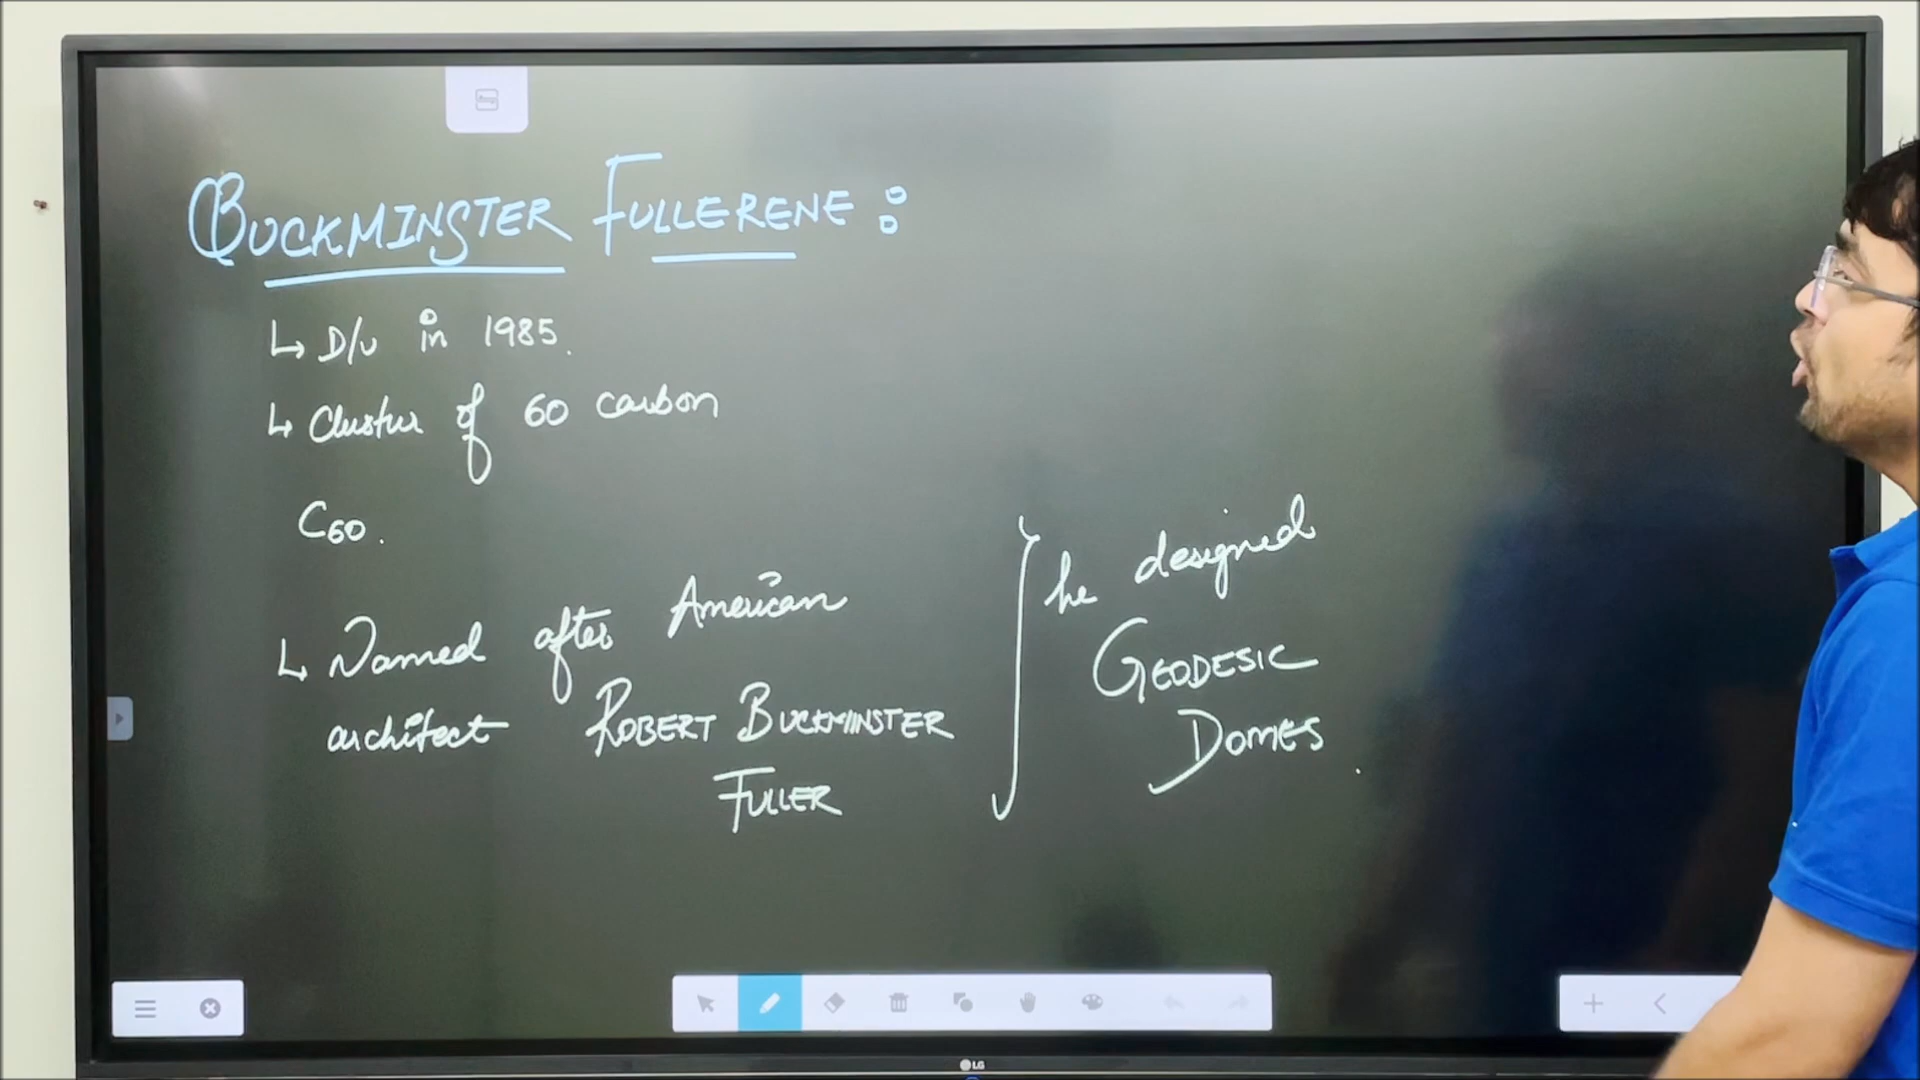 BUCKMINSTER FULLERENE :
↳ D/v in 1985.
↳ Cluster of 60 carbon
C60.
↳ Named after American
architect ROBERT BUCKMINSTER
FULLER
he designed
GEODESIC
DOMES.
LG